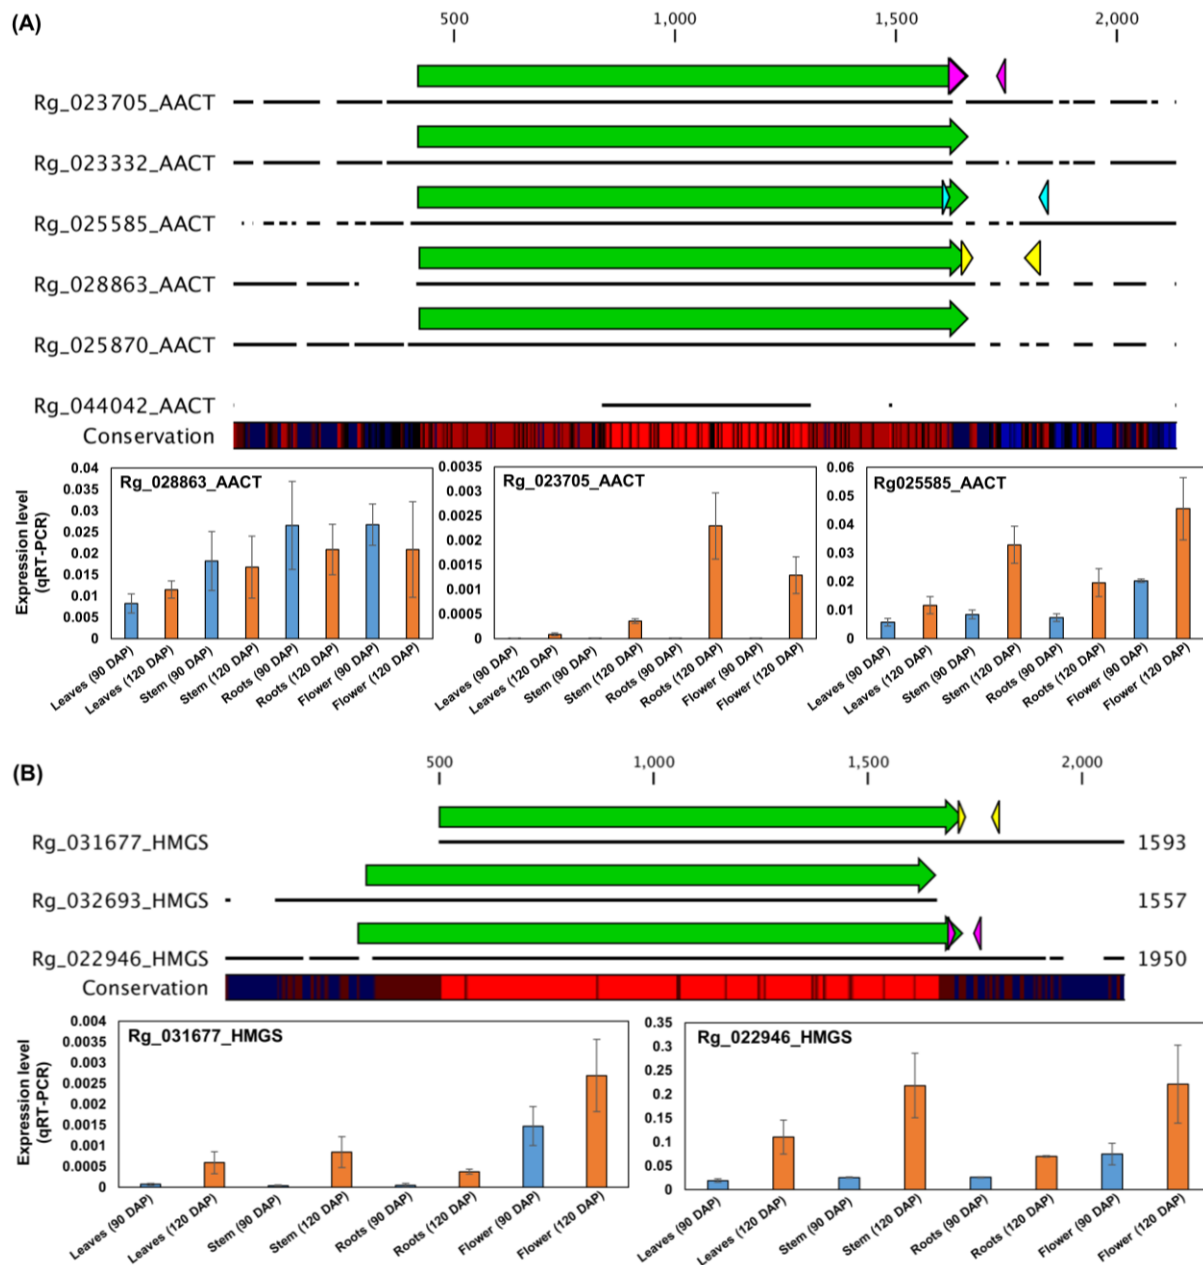 (A)
500 1,000 1,500 2,000
Rg_023705_AACT
Rg_023332_AACT
Rg_025585_AACT
Rg_028863_AACT
Rg_025870_AACT
Rg_044042_AACT
Conservation
Expression level
(qRT-PCR)
Rg_028863_AACT
0.04
0.035
0.03
0.025
0.02
0.015
0.01
0.005
0
Leaves (90 DAP)
Leaves (120 DAP)
Stem (90 DAP)
Stem (120 DAP)
Roots (90 DAP)
Roots (120 DAP)
Flower (90 DAP)
Flower (120 DAP)
Rg_023705_AACT
0.0035
0.003
0.0025
0.002
0.0015
0.001
0.0005
0
Leaves (90 DAP)
Leaves (120 DAP)
Stem (90 DAP)
Stem (120 DAP)
Roots (90 DAP)
Roots (120 DAP)
Flower (90 DAP)
Flower (120 DAP)
Rg025585_AACT
0.06
0.05
0.04
0.03
0.02
0.01
0
Leaves (90 DAP)
Leaves (120 DAP)
Stem (90 DAP)
Stem (120 DAP)
Roots (90 DAP)
Roots (120 DAP)
Flower (90 DAP)
Flower (120 DAP)
(B)
500 1,000 1,500 2,000
Rg_031677_HMGS 1593
Rg_032693_HMGS 1557
Rg_022946_HMGS 1950
Conservation
Expression level
(qRT-PCR)
Rg_031677_HMGS
0.004
0.0035
0.003
0.0025
0.002
0.0015
0.001
0.0005
0
Leaves (90 DAP)
Leaves (120 DAP)
Stem (90 DAP)
Stem (120 DAP)
Roots (90 DAP)
Roots (120 DAP)
Flower (90 DAP)
Flower (120 DAP)
Rg_022946_HMGS
0.35
0.3
0.25
0.2
0.15
0.1
0.05
0
Leaves (90 DAP)
Leaves (120 DAP)
Stem (90 DAP)
Stem (120 DAP)
Roots (90 DAP)
Roots (120 DAP)
Flower (90 DAP)
Flower (120 DAP)